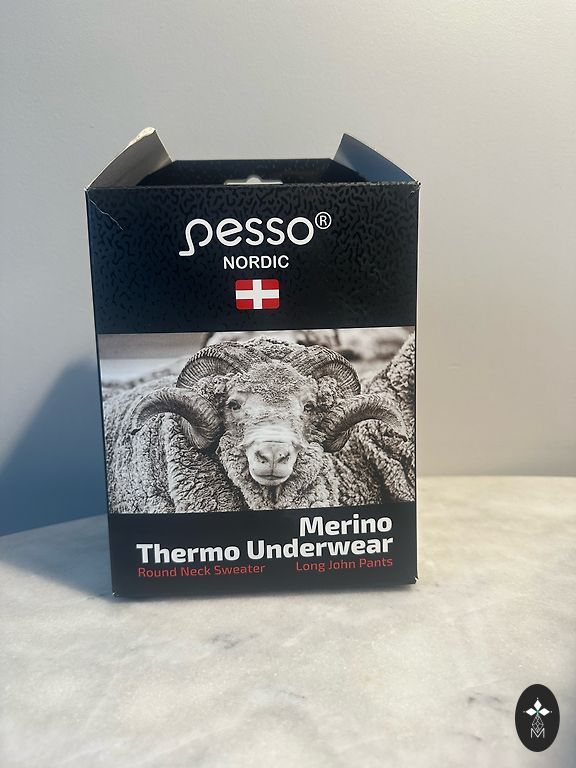 pesso®
NORDIC
Merino
Thermo Underwear
Round Neck Sweater Long John Pants
M